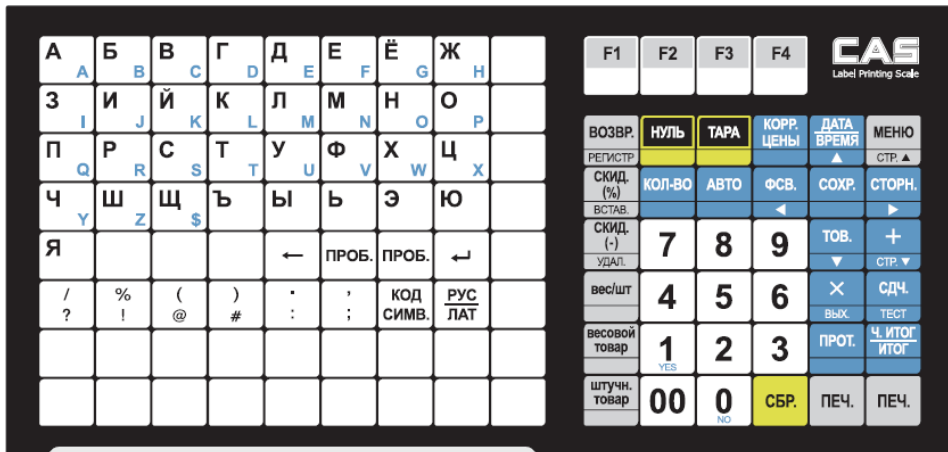 А A Б B В C Г D Д E Е F Ё G Ж H
З I И J Й K К L Л M М N Н O О P
П Q Р R С S Т T У U Ф V Х W Ц X
Ч Y Ш Z Щ $ Ъ Ы Ь Э Ю
Я ← ПРОБ. ПРОБ. ↵
/ % ( ) . , КОД РУС
? ! @ # : ; СИМВ. ЛАТ
F1 F2 F3 F4
CAS
Label Printing Scale
ВОЗВР. НУЛЬ ТАРА КОРР. ЦЕНЫ ДАТА ВРЕМЯ МЕНЮ
РЕГИСТР ▲ СТР. ▲
СКИД. (%) КОЛ-ВО АВТО ФСВ. СОХР. СТОРН.
ВСТАВ. ◀ ▶
СКИД. (-) 7 8 9 ТОВ. +
УДАЛ. ▼ СТР. ▼
вес/шт 4 5 6 × СДЧ.
ВЫХ. ТЕСТ
весовой товар 1 2 3 ПРОТ. Ч. ИТОГ ИТОГ
YES
штучн. товар 00 0 СБР. ПЕЧ. ПЕЧ.
NO